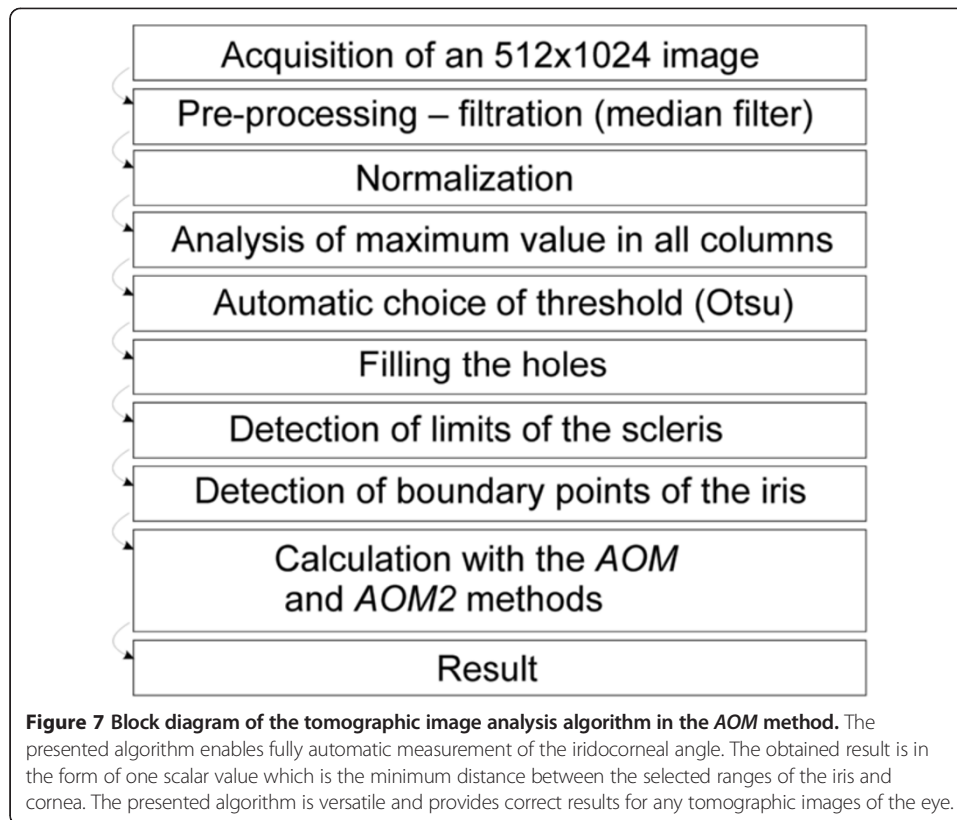 Acquisition of an 512x1024 image
Pre-processing – filtration (median filter)
Normalization
Analysis of maximum value in all columns
Automatic choice of threshold (Otsu)
Filling the holes
Detection of limits of the scleris
Detection of boundary points of the iris
Calculation with the AOM
and AOM2 methods
Result
Figure 7 Block diagram of the tomographic image analysis algorithm in the AOM method. The
presented algorithm enables fully automatic measurement of the iridocorneal angle. The obtained result is in
the form of one scalar value which is the minimum distance between the selected ranges of the iris and
cornea. The presented algorithm is versatile and provides correct results for any tomographic images of the eye.